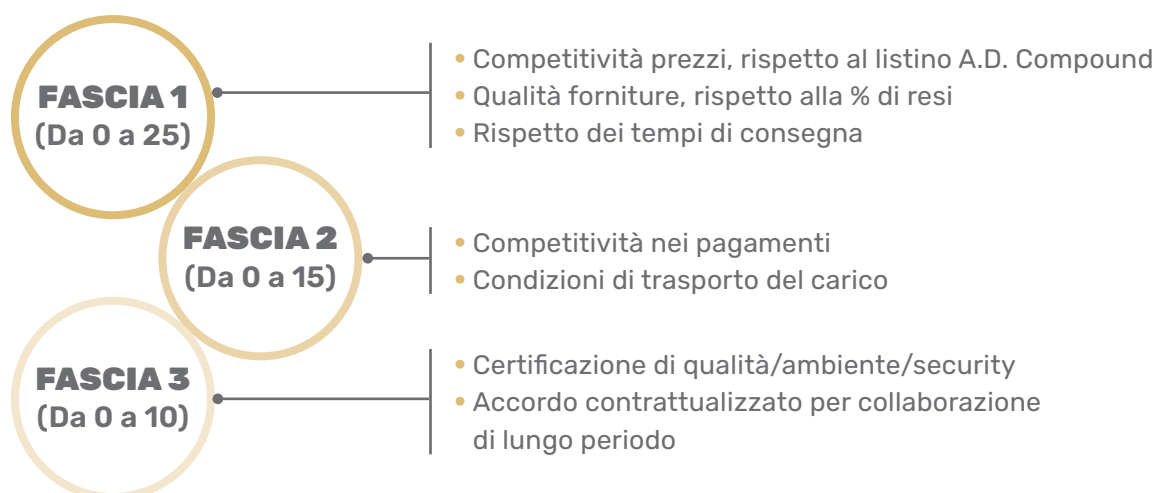 FASCIA 1
(Da 0 a 25)
• Competitività prezzi, rispetto al listino A.D. Compound
• Qualità forniture, rispetto alla % di resi
• Rispetto dei tempi di consegna
FASCIA 2
(Da 0 a 15)
• Competitività nei pagamenti
• Condizioni di trasporto del carico
FASCIA 3
(Da 0 a 10)
• Certificazione di qualità/ambiente/security
• Accordo contrattualizzato per collaborazione
di lungo periodo